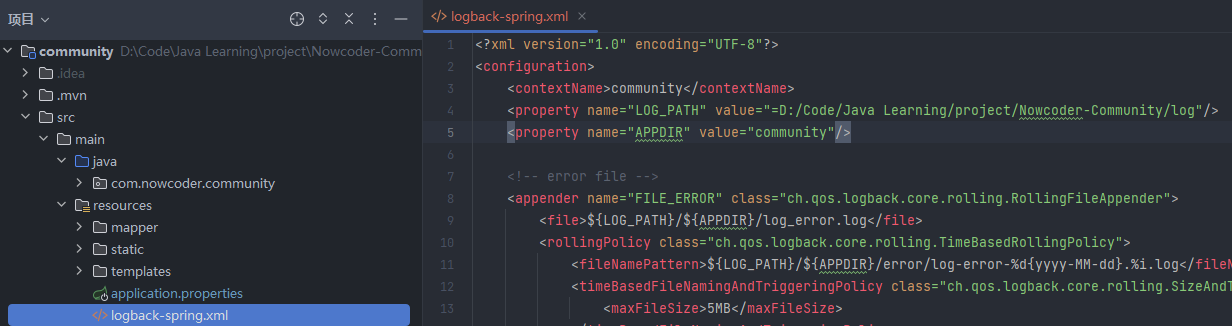 项目
community D:\Code\Java Learning\project\Nowcoder-Comm
.idea
.mvn
src
main
java
com.nowcoder.community
resources
mapper
static
templates
application.properties
logback-spring.xml
logback-spring.xml
1 <?xml version="1.0" encoding="UTF-8"?>
2 <configuration>
3 <contextName>community</contextName>
4 <property name="LOG_PATH" value="=D:/Code/Java Learning/project/Nowcoder-Community/log"/>
5 <property name="APPDIR" value="community"/>
6
7 <!-- error file -->
8 <appender name="FILE_ERROR" class="ch.qos.logback.core.rolling.RollingFileAppender">
9 <file>${LOG_PATH}/${APPDIR}/log_error.log</file>
10 <rollingPolicy class="ch.qos.logback.core.rolling.TimeBasedRollingPolicy">
11 <fileNamePattern>${LOG_PATH}/${APPDIR}/error/log-error-%d{yyyy-MM-dd}.%i.log</fileN
12 <timeBasedFileNamingAndTriggeringPolicy class="ch.qos.logback.core.rolling.SizeAndT
13 <maxFileSize>5MB</maxFileSize>